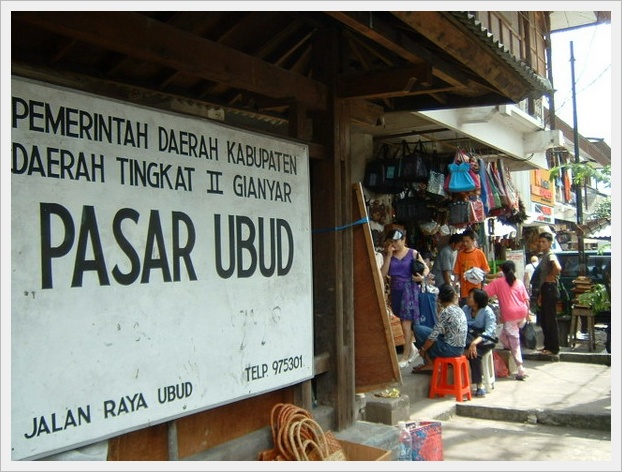 PEMERINTAH DAERAH KABUPATEN
DAERAH TINGKAT II GIANYAR
PASAR UBUD
TELP. 975301
JALAN RAYA UBUD